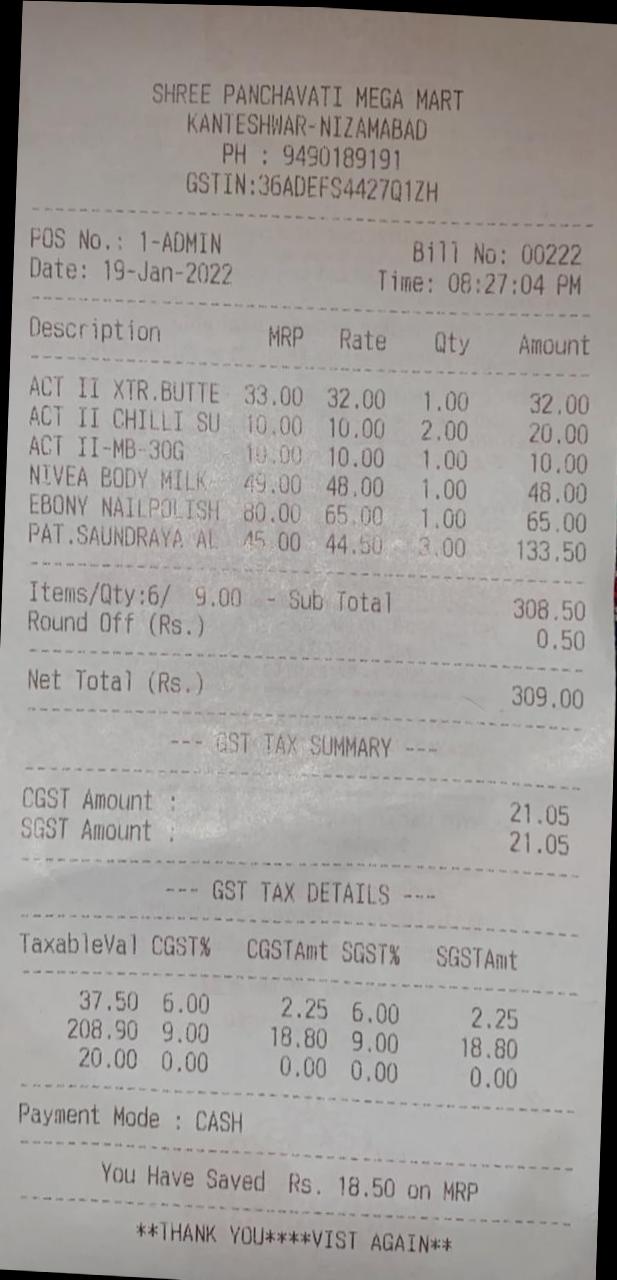 SHREE PANCHAVATI MEGA MART
KANTESHWAR-NIZAMABAD
PH : 9490189191
GSTIN:36ADEFS4427Q1ZH
POS No.: 1-ADMIN Bill No: 00222
Date: 19-Jan-2022 Time: 08:27:04 PM
Description MRP Rate Qty Amount
ACT II XTR.BUTTE 33.00 32.00 1.00 32.00
ACT II CHILLI SU 10.00 10.00 2.00 20.00
ACT II-MB-30G 10.00 10.00 1.00 10.00
NIVEA BODY MILK 49.00 48.00 1.00 48.00
EBONY NAILPOLISH 80.00 65.00 1.00 65.00
PAT.SAUNDRAYA AL 45.00 44.50 3.00 133.50
Items/Qty:6/ 9.00 - Sub Total 308.50
Round Off (Rs.) 0.50
Net Total (Rs.) 309.00
--- GST TAX SUMMARY ---
CGST Amount : 21.05
SGST Amount : 21.05
--- GST TAX DETAILS ---
TaxableVal CGST% CGSTAmt SGST% SGSTAmt
37.50 6.00 2.25 6.00 2.25
208.90 9.00 18.80 9.00 18.80
20.00 0.00 0.00 0.00 0.00
Payment Mode : CASH
You Have Saved Rs. 18.50 on MRP
**THANK YOU****VIST AGAIN**